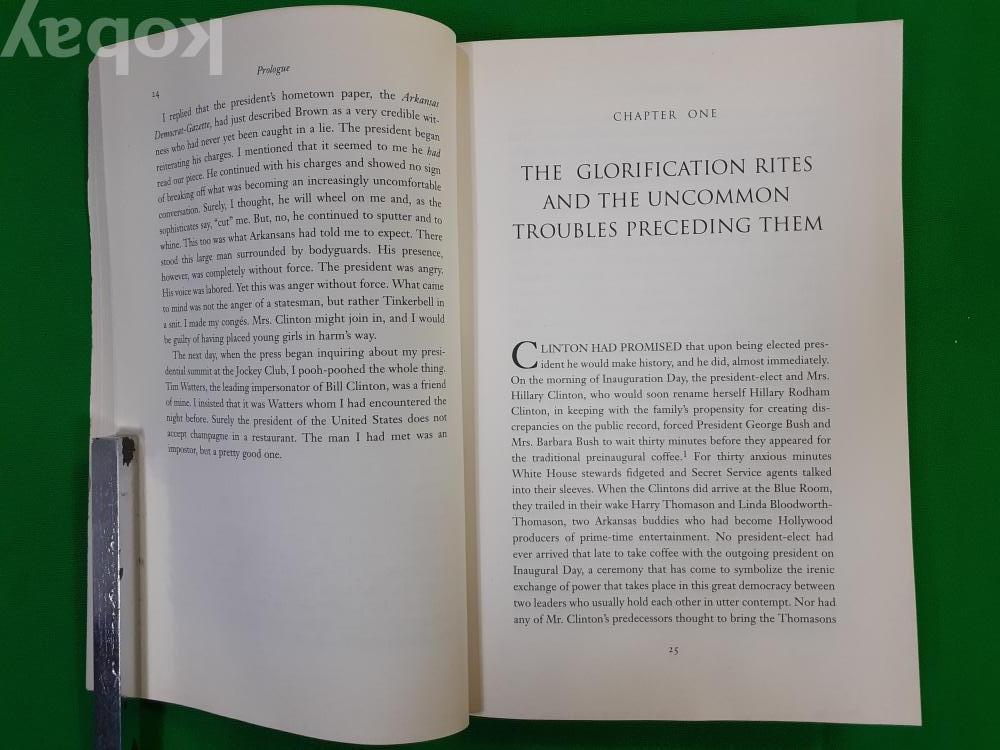 kobay
Prologue
24
I replied that the president's hometown paper, the Arkansas
Democrat-Gazette, had just described Brown as a very credible wit-
ness who had never yet been caught in a lie. The president began
reiterating his charges. I mentioned that it seemed to me he had
read our piece. He continued with his charges and showed no sign
of breaking off what was becoming an increasingly uncomfortable
conversation. Surely, I thought, he will wheel on me and, as the
sophisticates say, "cut" me. But, no, he continued to sputter and to
whine. This too was what Arkansans had told me to expect. There
stood this large man surrounded by bodyguards. His presence,
however, was completely without force. The president was angry.
His voice was labored. Yet this was anger without force. What came
to mind was not the anger of a statesman, but rather Tinkerbell in
a snit. I made my congés. Mrs. Clinton might join in, and I would
be guilty of having placed young girls in harm's way.
The next day, when the press began inquiring about my presi-
dential summit at the Jockey Club, I pooh-poohed the whole thing.
Tim Watters, the leading impersonator of Bill Clinton, was a friend
of mine. I insisted that it was Watters whom I had encountered the
night before. Surely the president of the United States does not
accept champagne in a restaurant. The man I had met was an
impostor, but a pretty good one.
CHAPTER ONE
THE GLORIFICATION RITES
AND THE UNCOMMON
TROUBLES PRECEDING THEM
CLINTON HAD PROMISED that upon being elected pres-
ident he would make history, and he did, almost immediately.
On the morning of Inauguration Day, the president-elect and Mrs.
Hillary Clinton, who would soon rename herself Hillary Rodham
Clinton, in keeping with the family's propensity for creating dis-
crepancies on the public record, forced President George Bush and
Mrs. Barbara Bush to wait thirty minutes before they appeared for
the traditional preinaugural coffee.1 For thirty anxious minutes
White House stewards fidgeted and Secret Service agents talked
into their sleeves. When the Clintons did arrive at the Blue Room,
they trailed in their wake Harry Thomason and Linda Bloodworth-
Thomason, two Arkansas buddies who had become Hollywood
producers of prime-time entertainment. No president-elect had
ever arrived that late to take coffee with the outgoing president on
Inaugural Day, a ceremony that has come to symbolize the irenic
exchange of power that takes place in this great democracy between
two leaders who usually hold each other in utter contempt. Nor had
any of Mr. Clinton's predecessors thought to bring the Thomasons
25